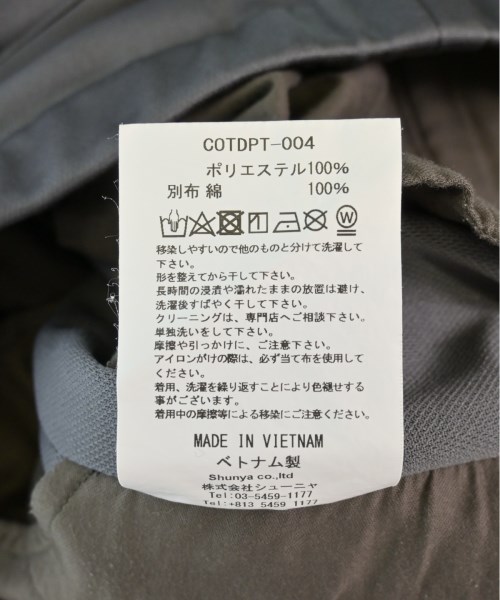 COTDPT-004
ポリエステル100%
別布 綿 100%
W
移染しやすいので他のものと分けて洗濯して
下さい。
形を整えてから干して下さい。
長時間の浸漬や濡れたままの放置は避け、
洗濯後すばやく干して下さい。
クリーニングは、専門店へご相談下さい。
単独洗いをして下さい。
摩擦や引っかけに、ご注意下さい。
アイロンがけの際は、必ず当て布を使用して
ください。
着用、洗濯を繰り返すことにより色褪せする
事がございます。
着用中の摩擦等による移染にご注意ください。
MADE IN VIETNAM
ベトナム製
Shunya co.,ltd
株式会社シューニャ
Tel:03-5459-1177
Tel:+813 5459 1177